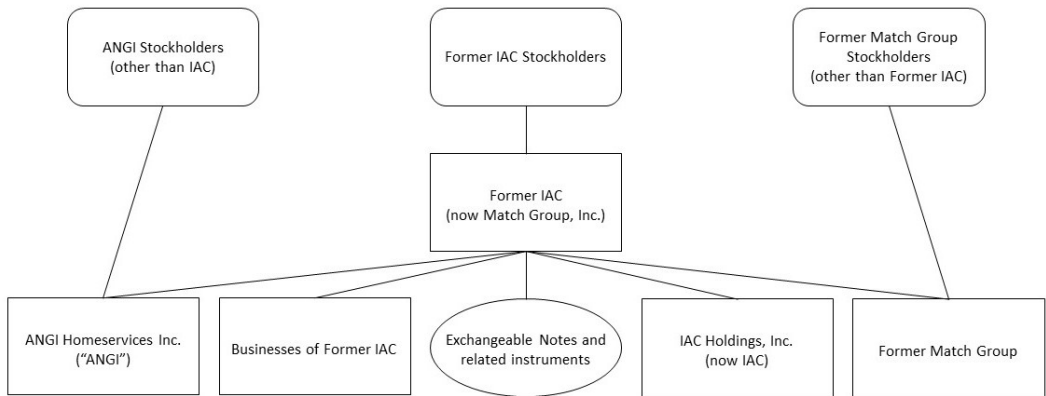 ANGI Stockholders
(other than IAC)
Former IAC Stockholders
Former Match Group
Stockholders
(other than Former IAC)
Former IAC
(now Match Group, Inc.)
ANGI Homeservices Inc.
(“ANGI”)
Businesses of Former IAC
Exchangeable Notes and
related instruments
IAC Holdings, Inc.
(now IAC)
Former Match Group